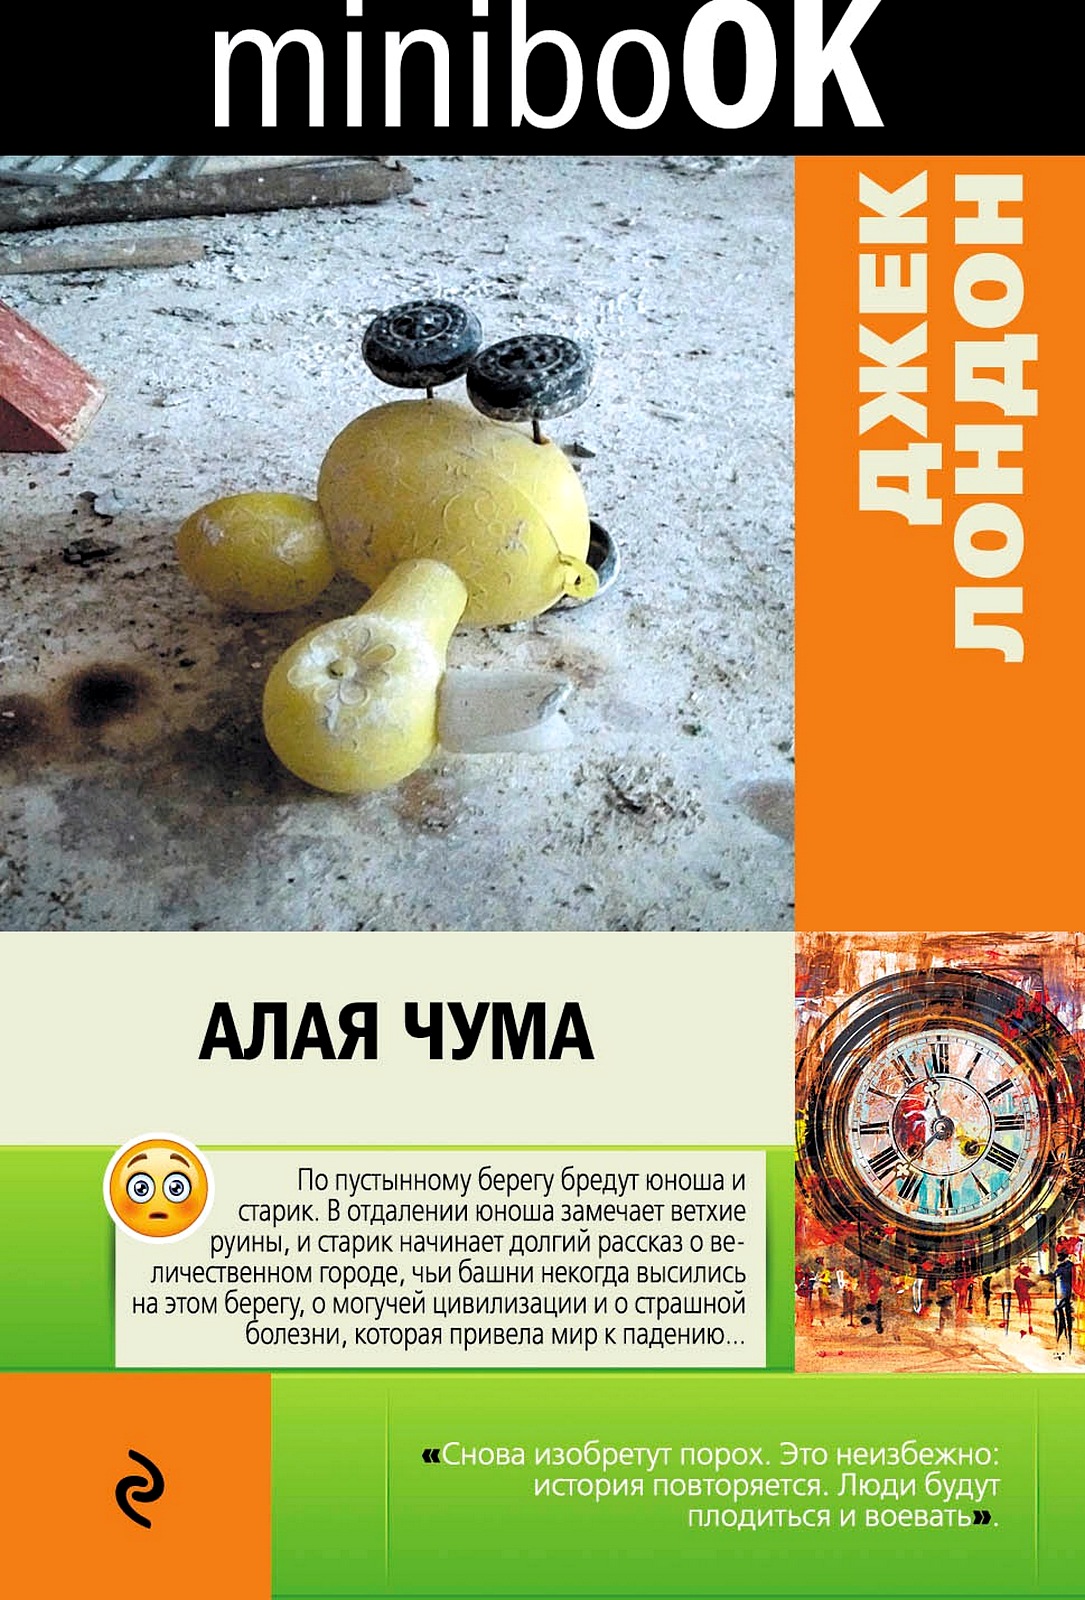 minibooK
ДЖЕК
ЛОНДОН
АЛАЯ ЧУМА
По пустынному берегу бредут юноша и
старик. В отдалении юноша замечает ветхие
руины, и старик начинает долгий рассказ о ве-
личественном городе, чьи башни некогда высились
на этом берегу, о могучей цивилизации и о страшной
болезни, которая привела мир к падению...
«Снова изобретут порох. Это неизбежно:
история повторяется. Люди будут
плодиться и воевать».